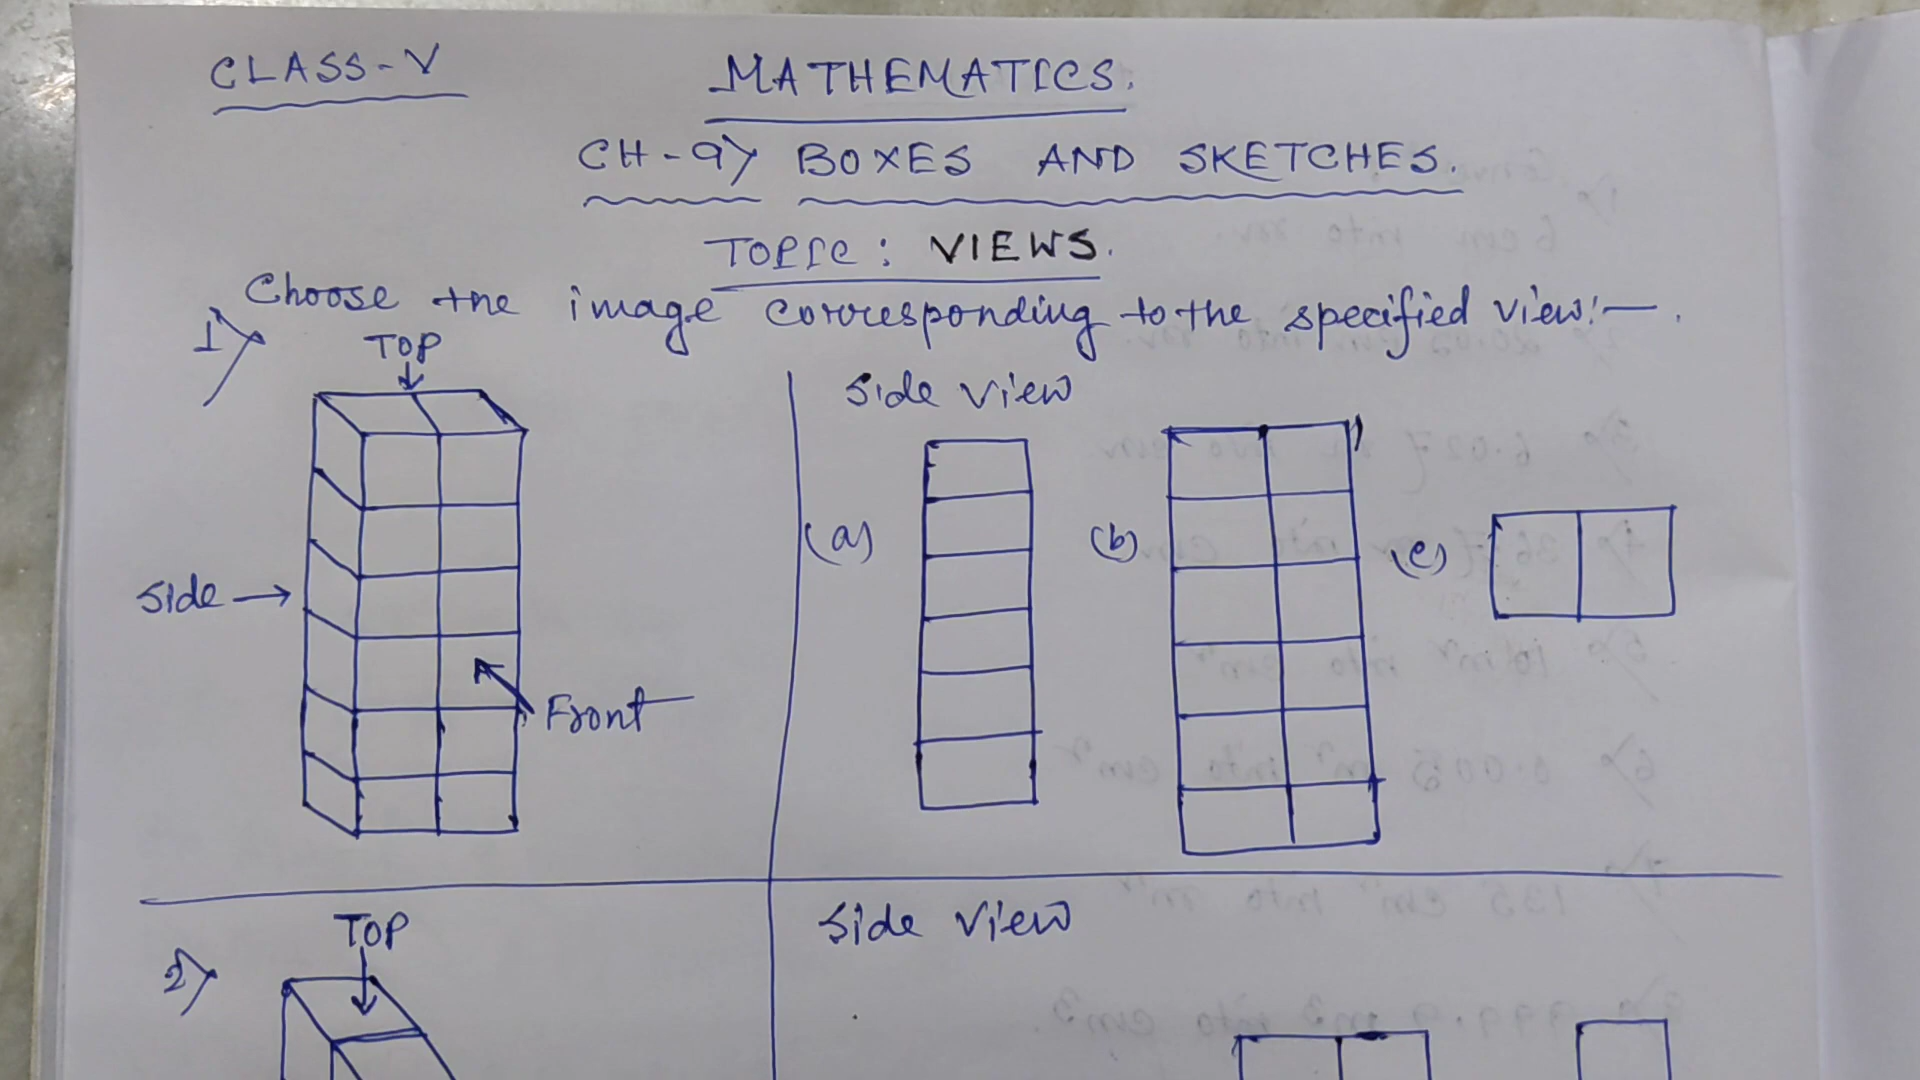 CLASS-V
MATHEMATICS.
CH-9) BOXES AND SKETCHES.
TOPIC: VIEWS.
1) Choose the image corresponding to the specified view:-.
TOP
Side view
(a)
(b)
(c)
Side
Front
2)
TOP
Side view